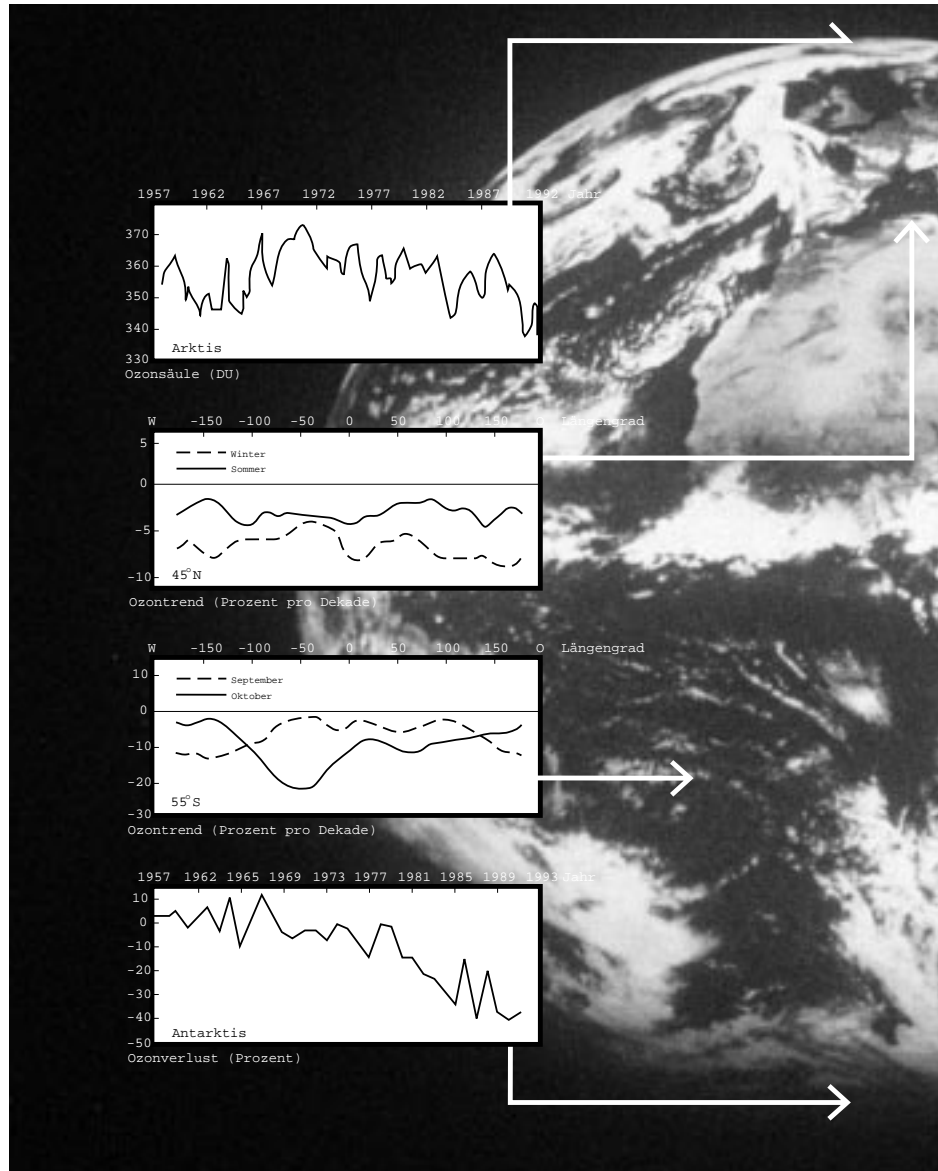 1957 1962 1967 1972 1977 1982 1987 1992 Jahr
370
360
350
340
330
Arktis
Ozonsäule (DU)
W -150 -100 -50 0 50 100 150 O Längengrad
5
Winter
Sommer
0
-5
-10
45°N
Ozontrend (Prozent pro Dekade)
W -150 -100 -50 0 50 100 150 O Längengrad
10
September
Oktober
0
-10
-20
55°S
-30
Ozontrend (Prozent pro Dekade)
1957 1962 1965 1969 1973 1977 1981 1985 1989 1993 Jahr
10
0
-10
-20
-30
-40
Antarktis
-50
Ozonverlust (Prozent)